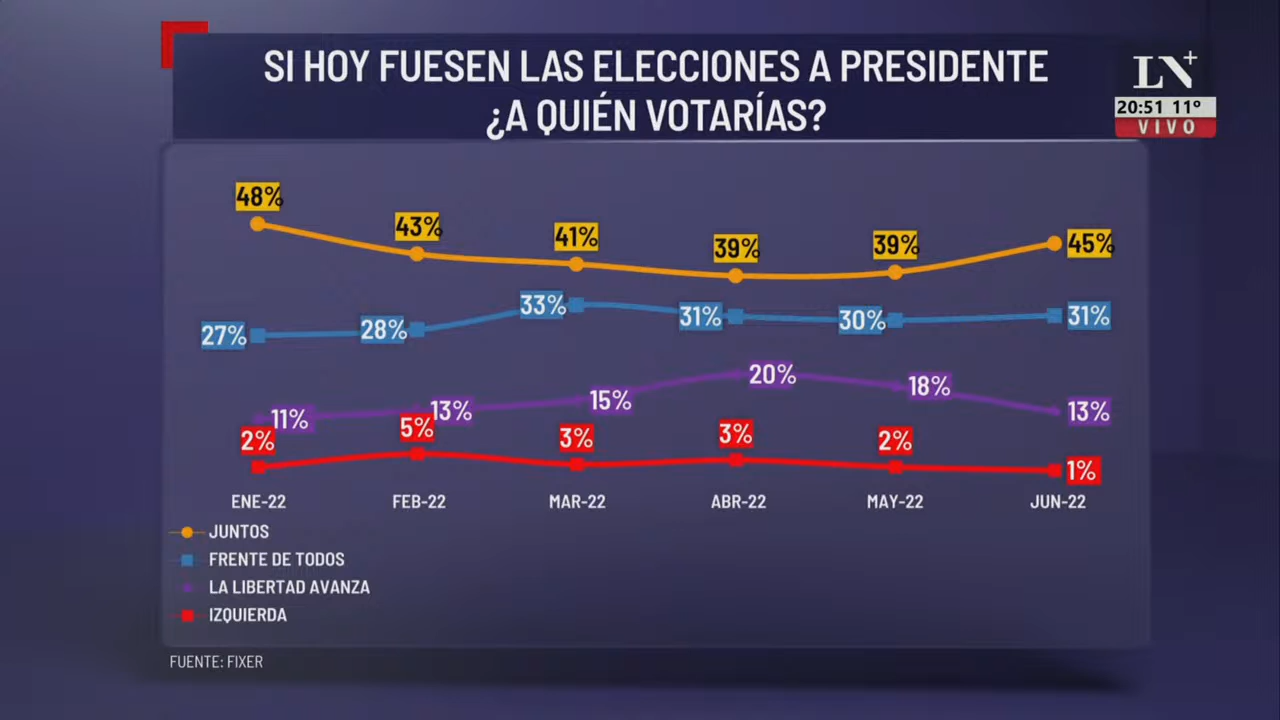 SI HOY FUESEN LAS ELECCIONES A PRESIDENTE
¿A QUIÉN VOTARÍAS?
LN+
20:51 11º
VIVO
48%
43%
41%
39%
39%
45%
27%
28%
33%
31%
30%
31%
11%
13%
15%
20%
18%
13%
2%
5%
3%
3%
2%
1%
ENE-22 FEB-22 MAR-22 ABR-22 MAY-22 JUN-22
JUNTOS
FRENTE DE TODOS
LA LIBERTAD AVANZA
IZQUIERDA
FUENTE: FIXER